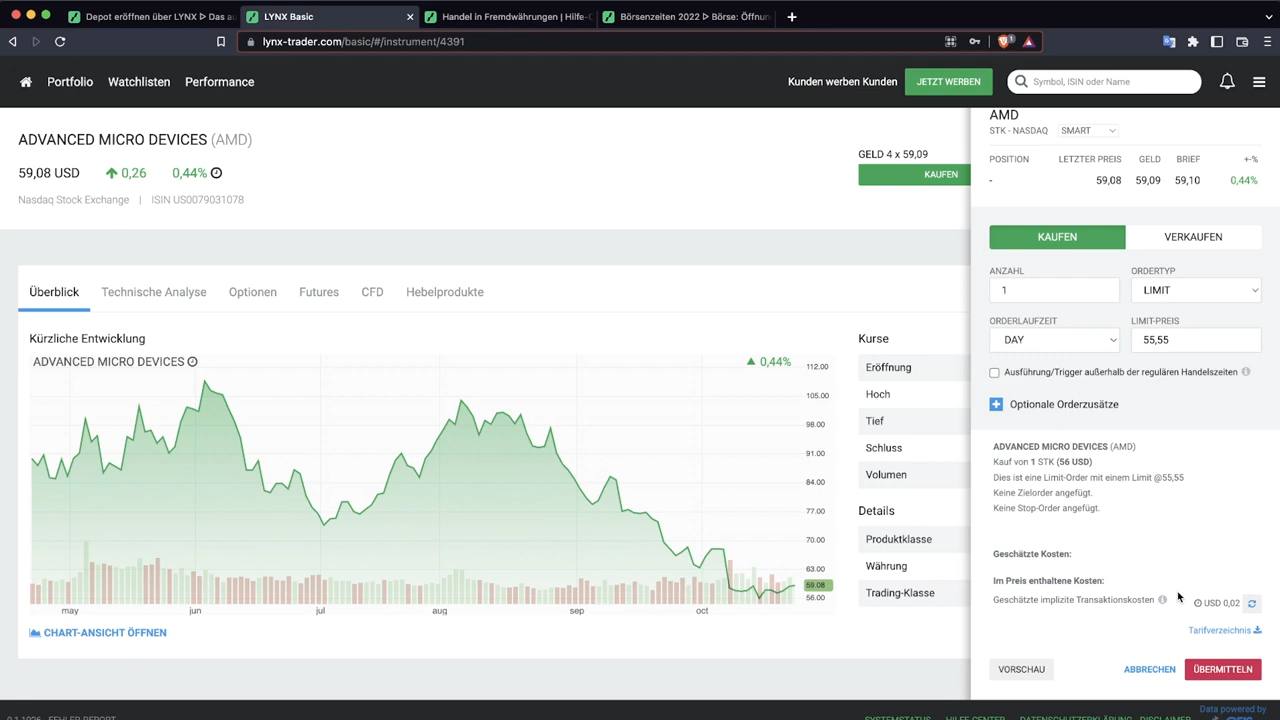 Depot eröffnen über LYNX ᐅ Das au
LYNX Basic
Handel in Fremdwährungen | Hilfe-C
Börsenzeiten 2022 ᐅ Börse: Öffnun
lynx-trader.com/basic/#/instrument/4391
1
Portfolio
Watchlisten
Performance
Kunden werben Kunden
JETZT WERBEN
Symbol, ISIN oder Name
ADVANCED MICRO DEVICES (AMD)
59,08 USD
0,26
0,44%
Nasdaq Stock Exchange | ISIN US0079031078
GELD 4 x 59,09
KAUFEN
Überblick
Technische Analyse
Optionen
Futures
CFD
Hebelprodukte
Kürzliche Entwicklung
ADVANCED MICRO DEVICES
0,44%
112.00
105.00
98.00
91.00
84.00
77.00
70.00
63.00
59.08
56.00
may
jun
jul
aug
sep
oct
CHART-ANSICHT ÖFFNEN
Kurse
Eröffnung
Hoch
Tief
Schluss
Volumen
Details
Produktklasse
Währung
Trading-Klasse
AMD
STK - NASDAQ
SMART
POSITION LETZTER PREIS GELD BRIEF +-%
- 59,08 59,09 59,10 0,44%
KAUFEN
VERKAUFEN
ANZAHL
ORDERTYP
1
LIMIT
ORDERLAUFZEIT
LIMIT-PREIS
DAY
55,55
Ausführung/Trigger außerhalb der regulären Handelszeiten
Optionale Orderzusätze
ADVANCED MICRO DEVICES (AMD)
Kauf von 1 STK (56 USD)
Dies ist eine Limit-Order mit einem Limit @55,55
Keine Zielorder angefügt.
Keine Stop-Order angefügt.
Geschätzte Kosten:
Im Preis enthaltene Kosten:
Geschätzte implizite Transaktionskosten
USD 0,02
Tarifverzeichnis
VORSCHAU
ABBRECHEN
ÜBERMITTELN
Data powered by